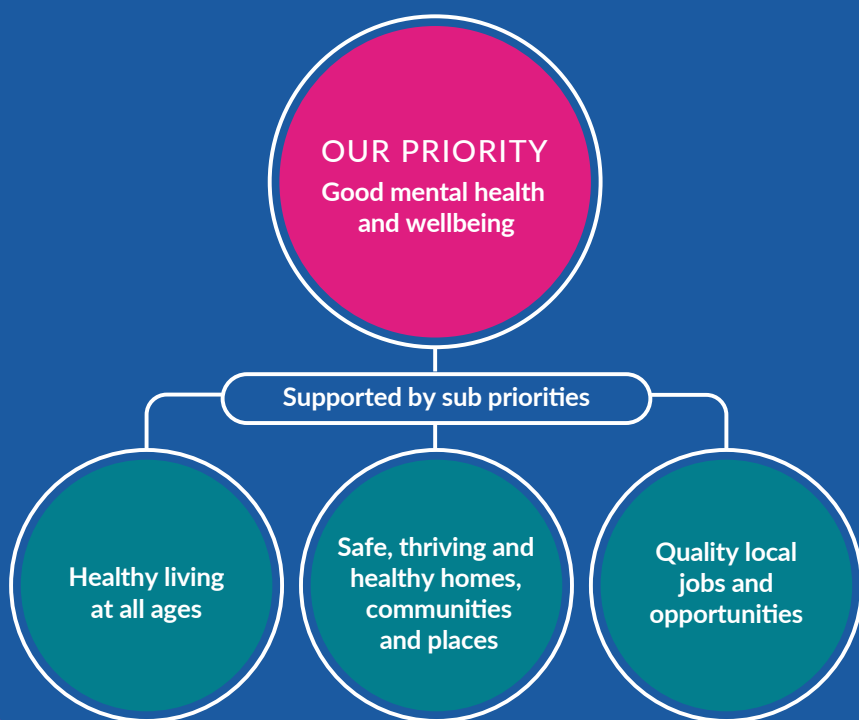 OUR PRIORITY
Good mental health
and wellbeing
Supported by sub priorities
Healthy living
at all ages
Safe, thriving and
healthy homes,
communities
and places
Quality local
jobs and
opportunities